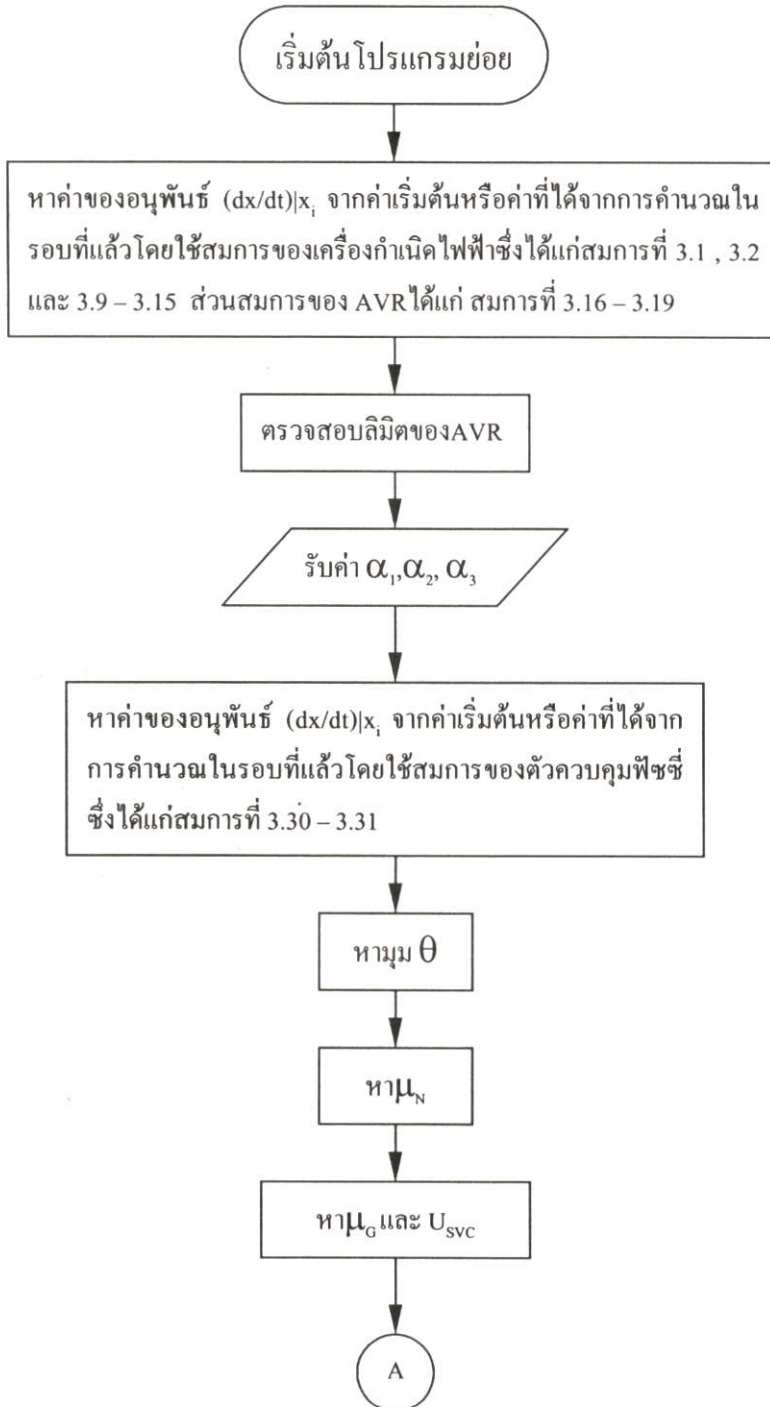 เริ่มต้นโปรแกรมย่อย
หาค่าของอนุพันธ์ (dx/dt)|xᵢ จากค่าเริ่มต้นหรือค่าที่ได้จากการคำนวณใน
รอบที่แล้วโดยใช้สมการของเครื่องกำเนิดไฟฟ้าซึ่งได้แก่สมการที่ 3.1 , 3.2
และ 3.9 – 3.15 ส่วนสมการของ AVR ได้แก่ สมการที่ 3.16 – 3.19
ตรวจสอบลิมิตของAVR
รับค่า α₁,α₂, α₃
หาค่าของอนุพันธ์ (dx/dt)|xᵢ จากค่าเริ่มต้นหรือค่าที่ได้จาก
การคำนวณในรอบที่แล้วโดยใช้สมการของตัวควบคุมฟัซซี่
ซึ่งได้แก่สมการที่ 3.30 – 3.31
หามุม θ
หาμ_N
หาμ_G และ U_SVC
A